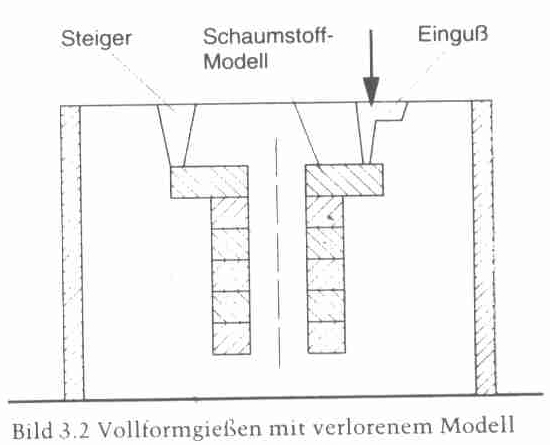 Steiger
Schaumstoff-
Modell
Einguß
Bild 3.2 Vollformgießen mit verlorenem Modell